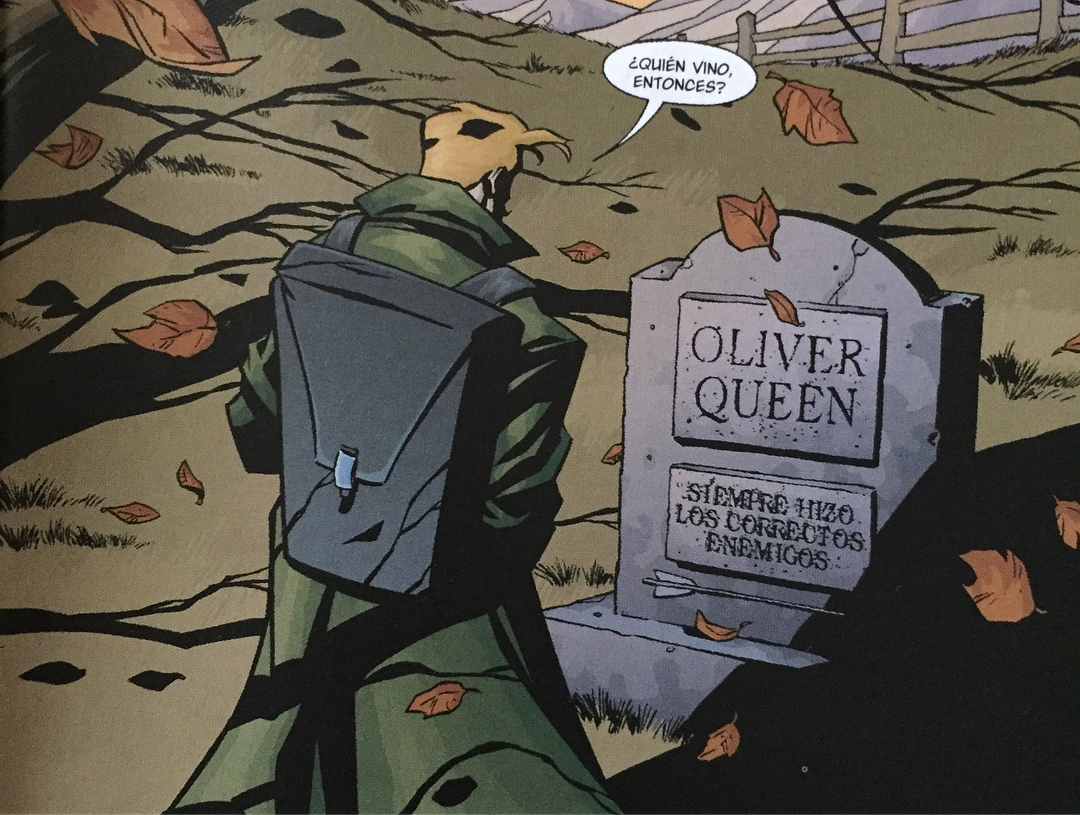 ¿QUIÉN VINO,
ENTONCES?
OLIVER
QUEEN
SIEMPRE HIZO
LOS CORRECTOS
ENEMIGOS